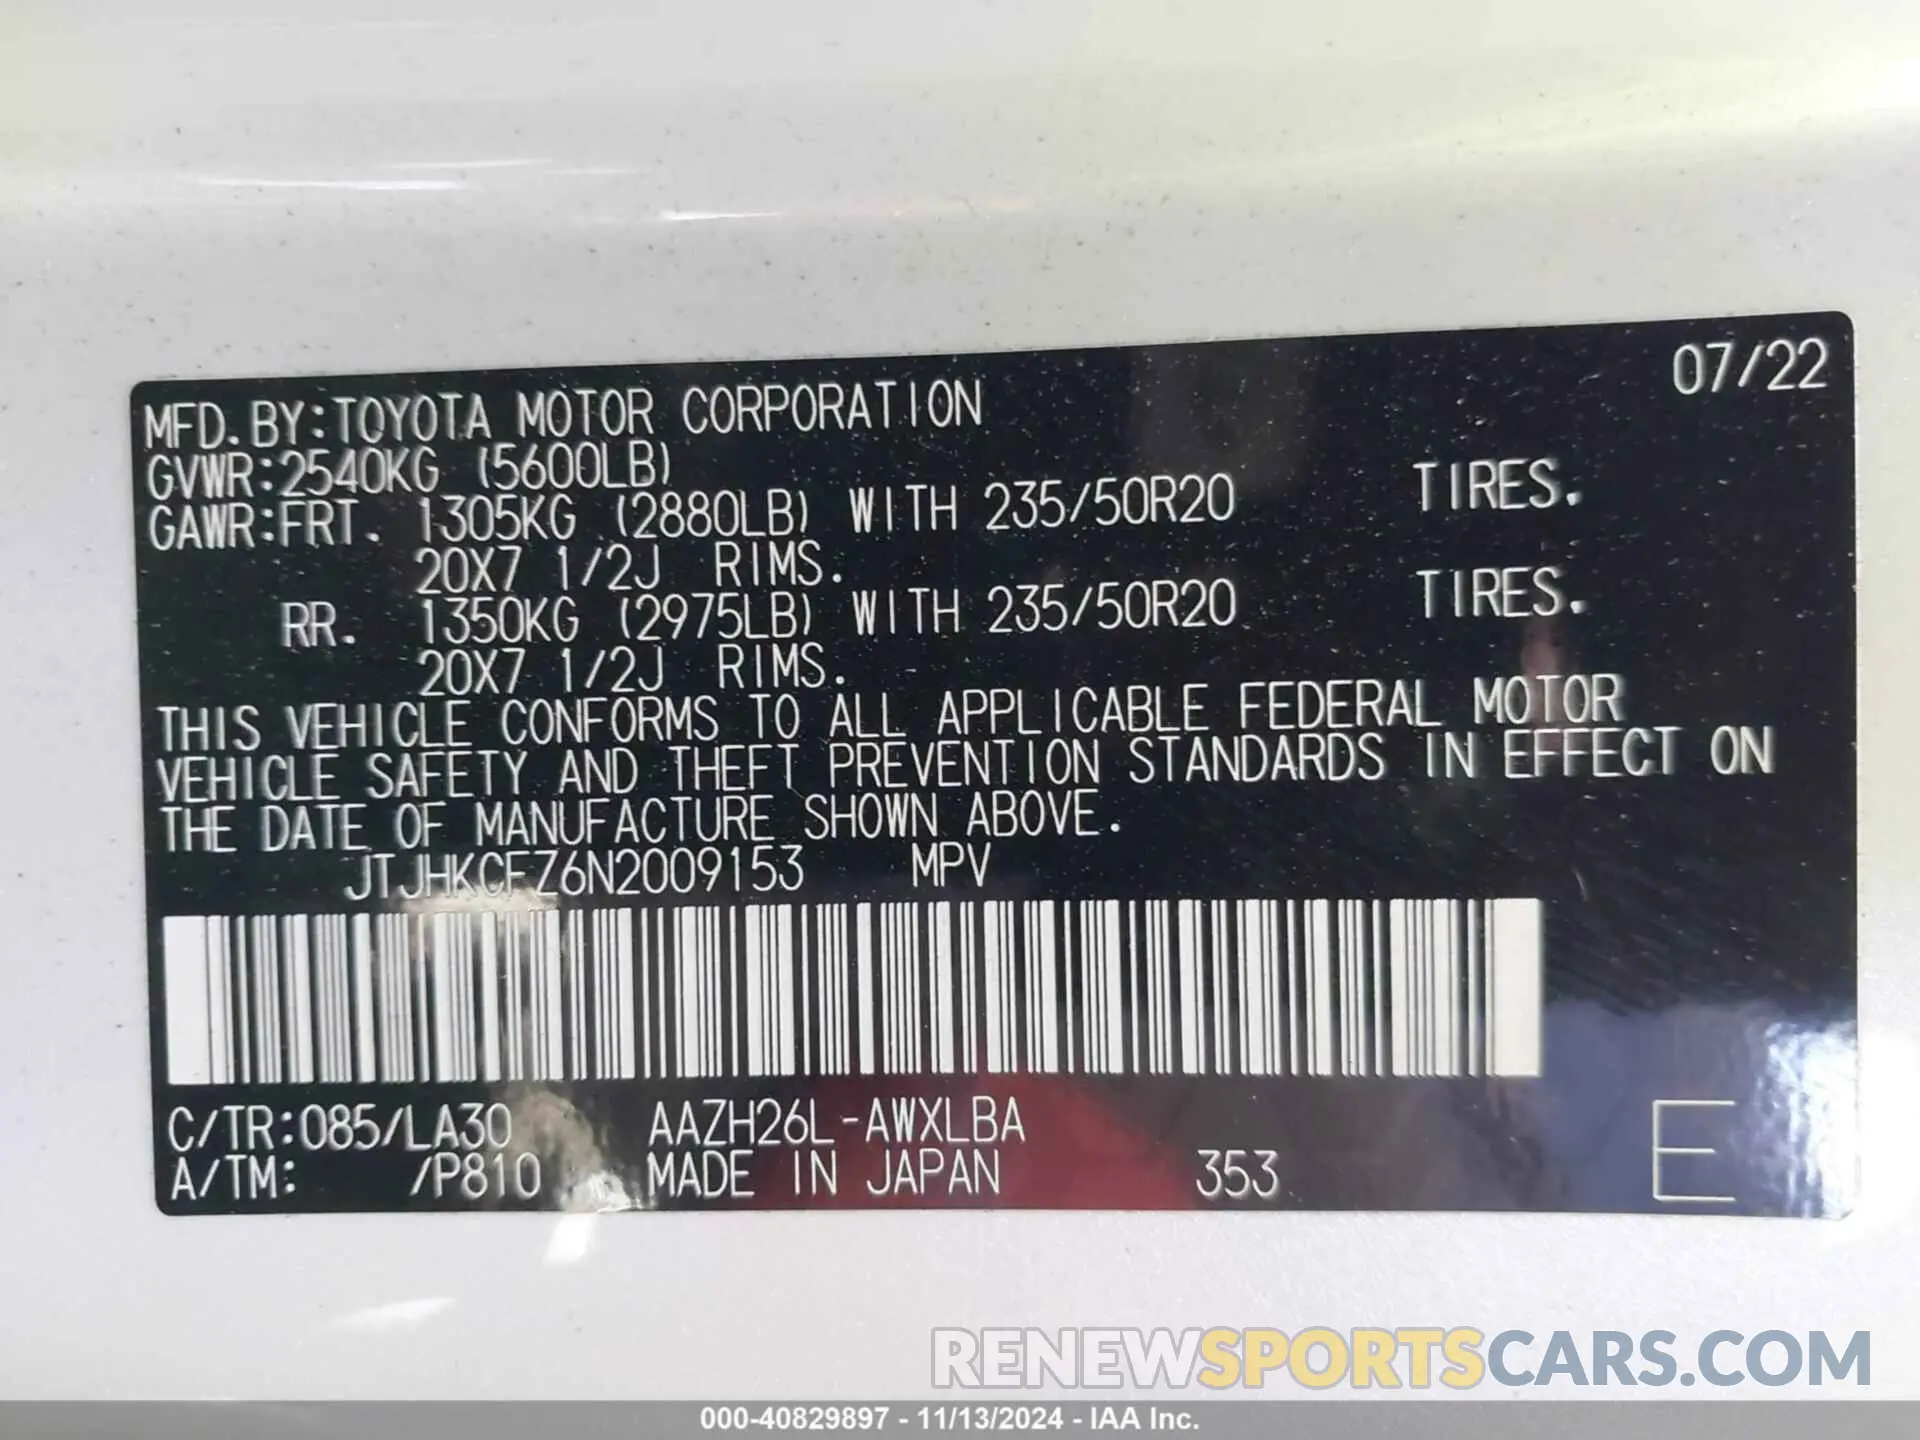 07/22
MFD. BY:TOYOTA MOTOR CORPORATION
GVWR:2540KG (5600LB)
GAWR:FRT. 1305KG (2880LB) WITH 235/50R20 TIRES.
20X7 1/2J RIMS.
RR. 1350KG (2975LB) WITH 235/50R20 TIRES.
20X7 1/2J RIMS.
THIS VEHICLE CONFORMS TO ALL APPLICABLE FEDERAL MOTOR
VEHICLE SAFETY AND THEFT PREVENTION STANDARDS IN EFFECT ON
THE DATE OF MANUFACTURE SHOWN ABOVE.
JTJHKCFZ6N2009153 MPV
C/TR:085/LA30 AAZH26L-AWXLBA
A/TM: /P810 MADE IN JAPAN 353 E
RENEWSPORTSCARS.COM
000-40829897 - 11/13/2024 - IAA Inc.